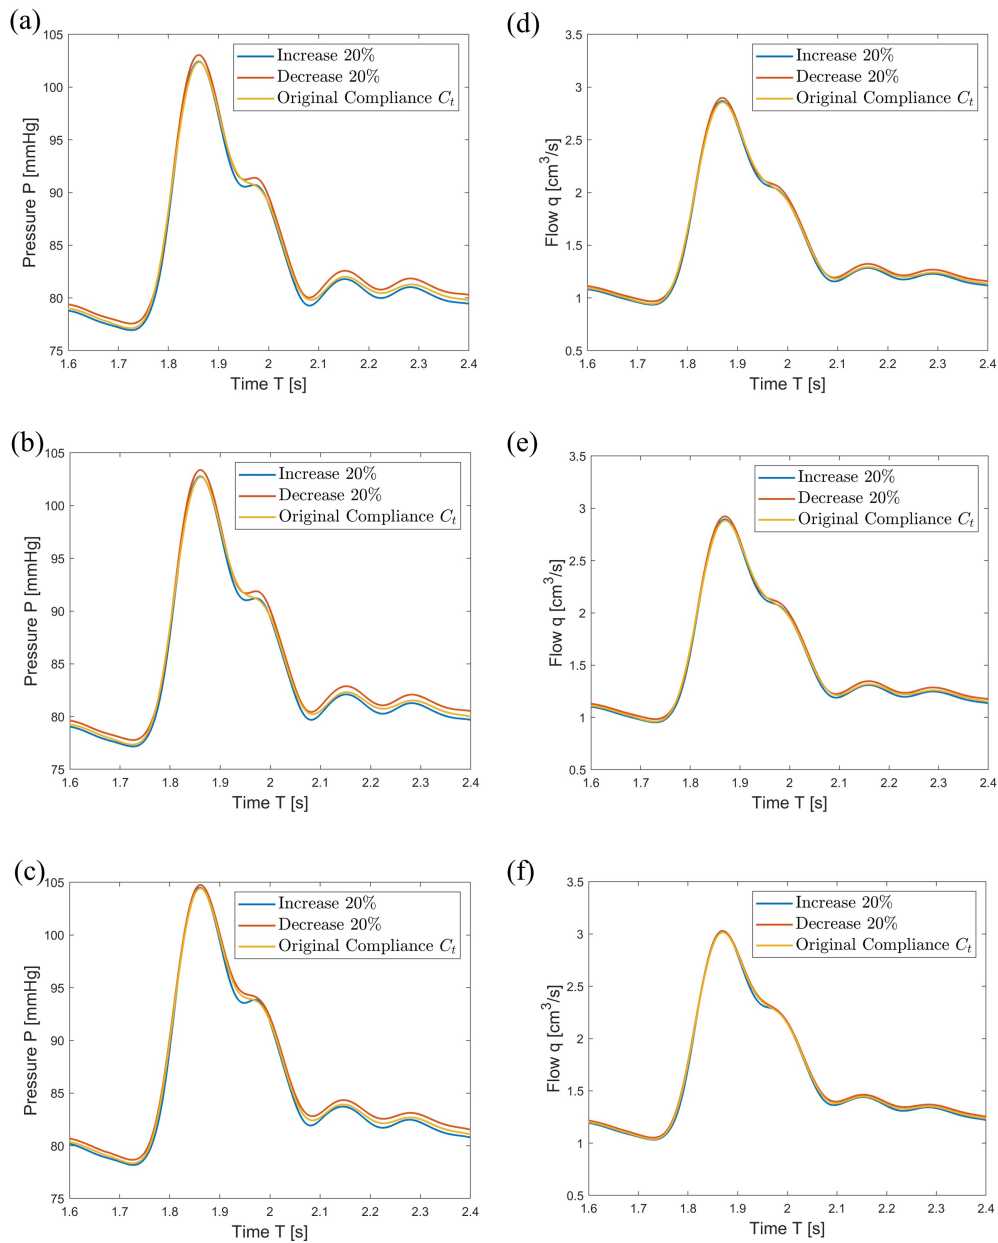 (a)
105
100
95
90
85
80
75
Pressure P [mmHg]
Increase 20%
Decrease 20%
Original Compliance C_t
1.6 1.7 1.8 1.9 2 2.1 2.2 2.3 2.4
Time T [s]
(d)
3.5
3
2.5
2
1.5
1
0.5
Flow q [cm³/s]
Increase 20%
Decrease 20%
Original Compliance C_t
1.6 1.7 1.8 1.9 2 2.1 2.2 2.3 2.4
Time T [s]
(b)
105
100
95
90
85
80
75
Pressure P [mmHg]
Increase 20%
Decrease 20%
Original Compliance C_t
1.6 1.7 1.8 1.9 2 2.1 2.2 2.3 2.4
Time T [s]
(e)
3.5
3
2.5
2
1.5
1
0.5
Flow q [cm³/s]
Increase 20%
Decrease 20%
Original Compliance C_t
1.6 1.7 1.8 1.9 2 2.1 2.2 2.3 2.4
Time T [s]
(c)
105
100
95
90
85
80
75
Pressure P [mmHg]
Increase 20%
Decrease 20%
Original Compliance C_t
1.6 1.7 1.8 1.9 2 2.1 2.2 2.3 2.4
Time T [s]
(f)
3.5
3
2.5
2
1.5
1
0.5
Flow q [cm³/s]
Increase 20%
Decrease 20%
Original Compliance C_t
1.6 1.7 1.8 1.9 2 2.1 2.2 2.3 2.4
Time T [s]